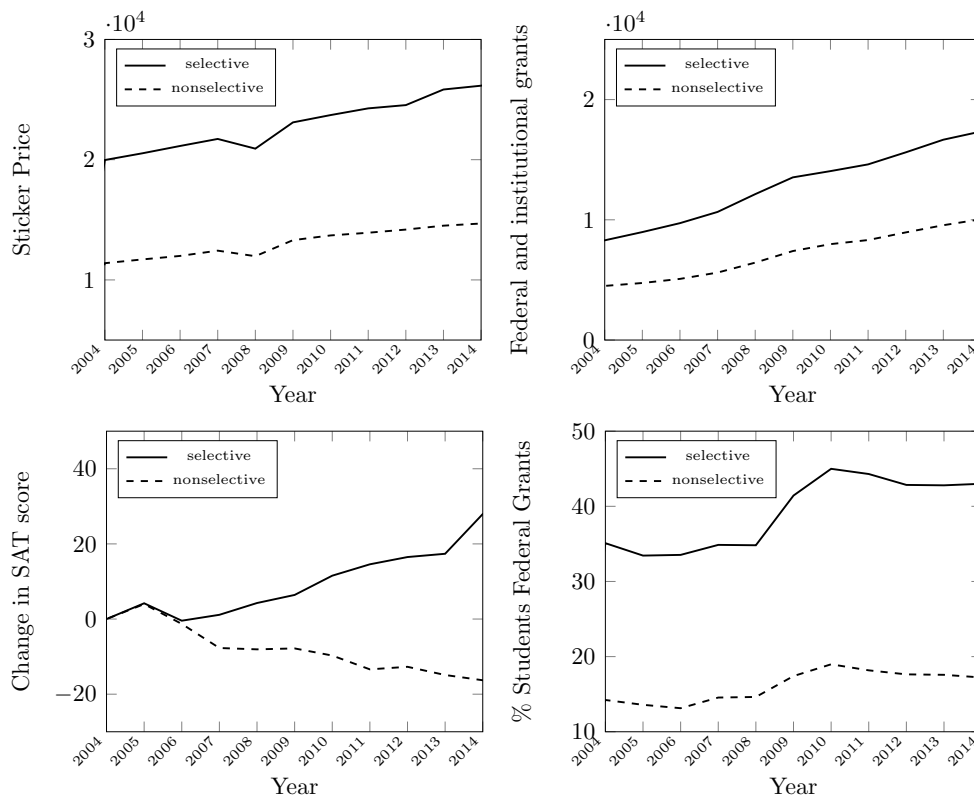 ·10^4
3
2
1
Sticker Price
selective
nonselective
2004 2005 2006 2007 2008 2009 2010 2011 2012 2013 2014
Year
·10^4
2
1
0
Federal and institutional grants
selective
nonselective
2004 2005 2006 2007 2008 2009 2010 2011 2012 2013 2014
Year
40
20
0
−20
Change in SAT score
selective
nonselective
2004 2005 2006 2007 2008 2009 2010 2011 2012 2013 2014
Year
50
40
30
20
10
% Students Federal Grants
selective
nonselective
2004 2005 2006 2007 2008 2009 2010 2011 2012 2013 2014
Year